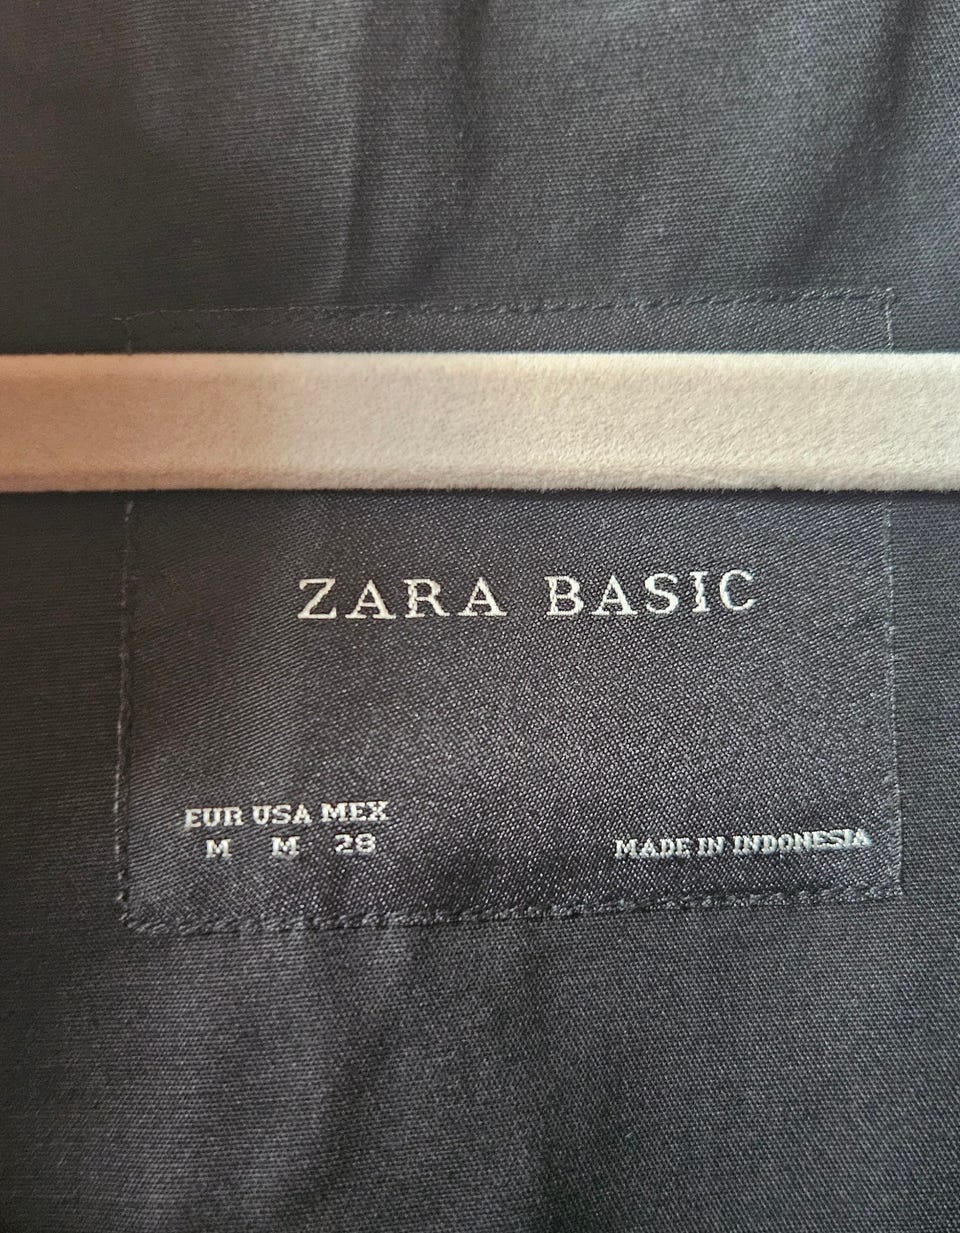 ZARA BASIC
EUR USA MEX
M M 28
MADE IN INDONESIA